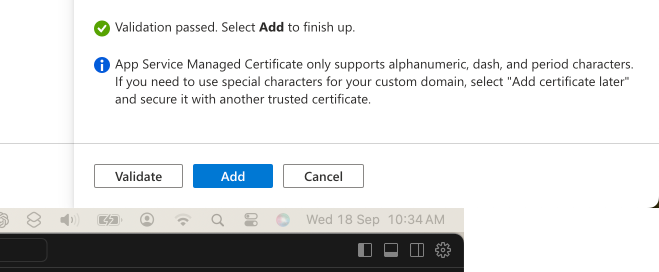 Validation passed. Select Add to finish up.
App Service Managed Certificate only supports alphanumeric, dash, and period characters.
If you need to use special characters for your custom domain, select "Add certificate later"
and secure it with another trusted certificate.
Validate Add Cancel
Wed 18 Sep 10:34 AM